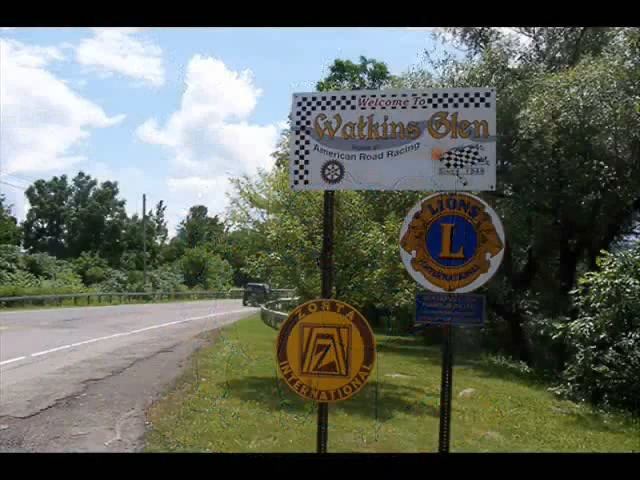 Welcome To
Watkins Glen
Home of
American Road Racing
Since 1948
LIONS
L
INTERNATIONAL
ZONTA
Z
INTERNATIONAL